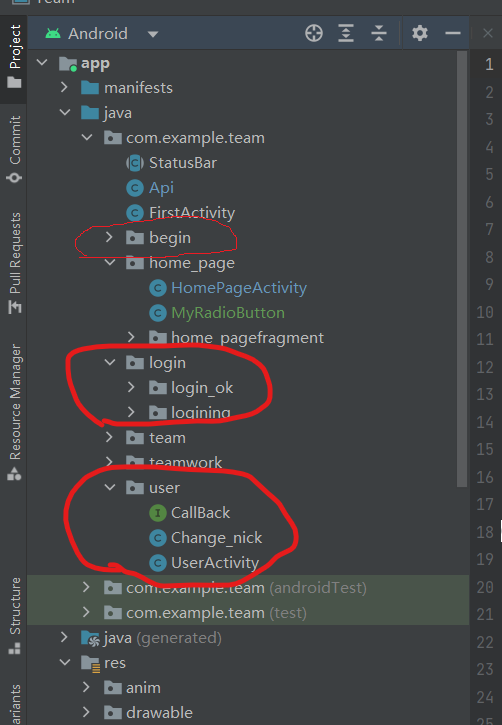 Team
Android
Project
Commit
Pull Requests
Resource Manager
Structure
app
manifests
java
com.example.team
StatusBar
Api
FirstActivity
begin
home_page
HomePageActivity
MyRadioButton
home_pagefragment
login
login_ok
logining
team
teamwork
user
CallBack
Change_nick
UserActivity
com.example.team (androidTest)
com.example.team (test)
java (generated)
res
anim
drawable
1
2
3
4
5
6
7
8
9
10
11
12
13
14
15
16
17
18
19
20
21
22
23
24
25